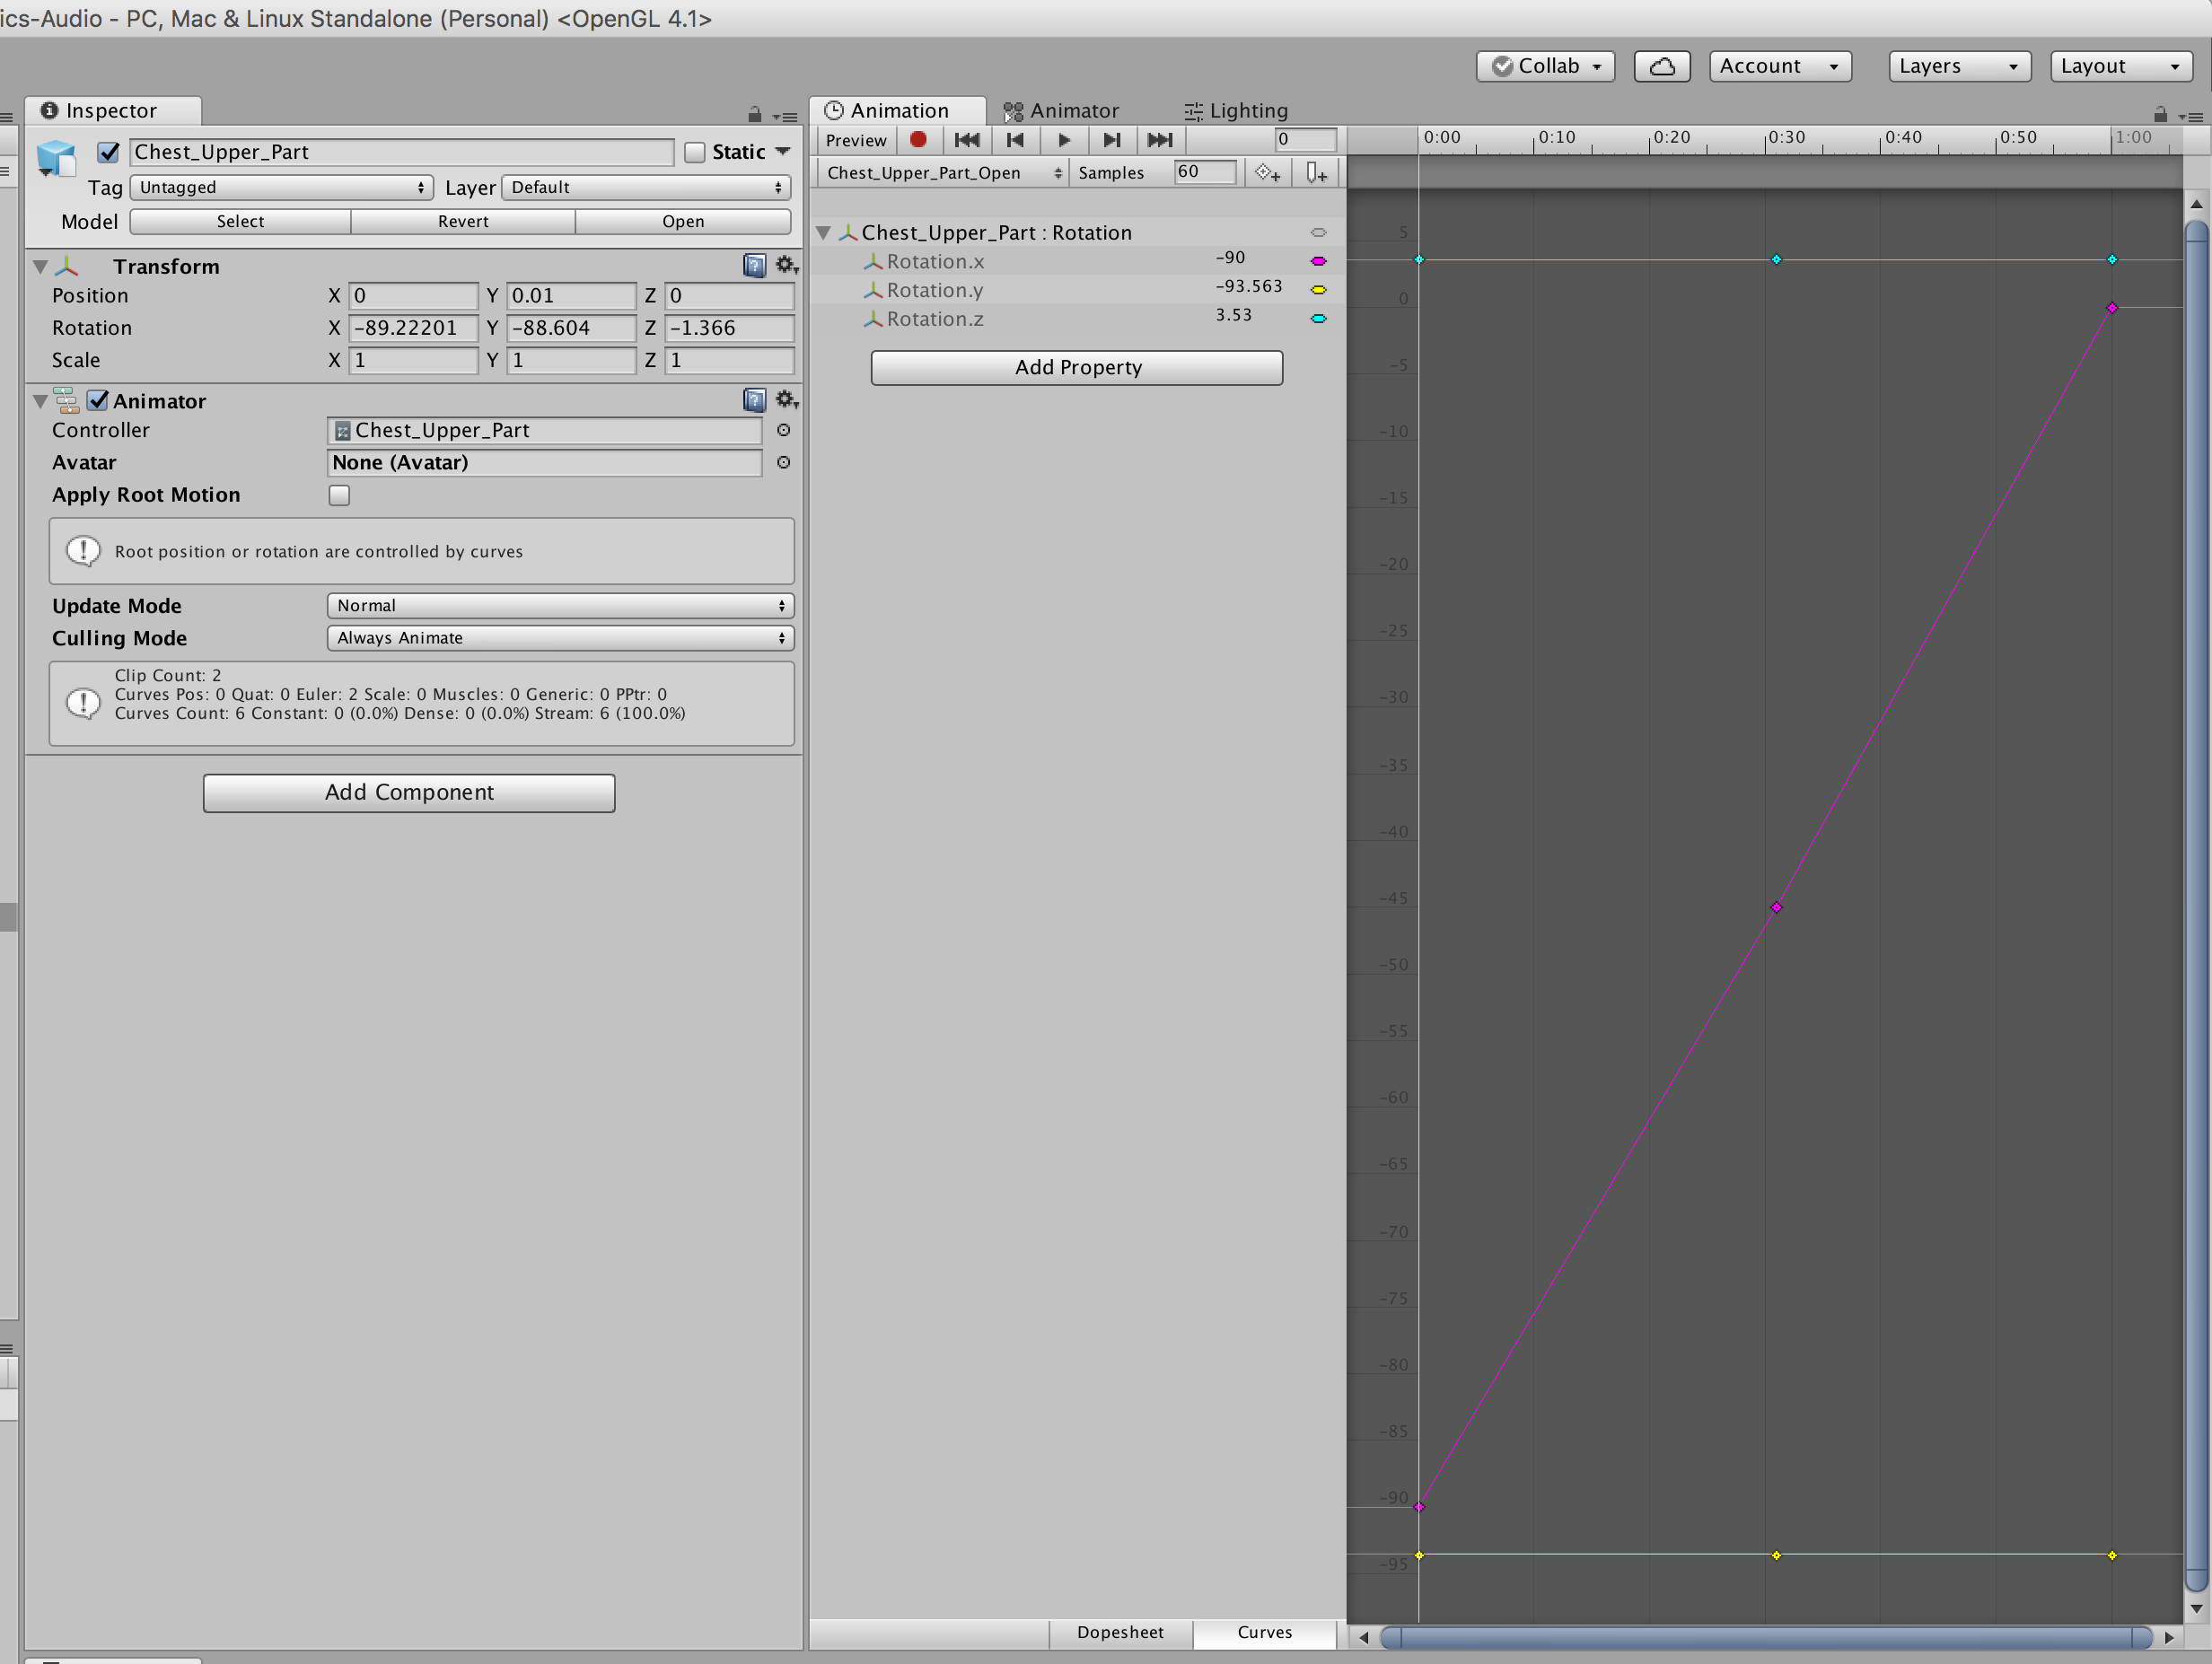 ics-Audio - PC, Mac & Linux Standalone (Personal) <OpenGL 4.1>
Collab
Account
Layers
Layout
Inspector
Chest_Upper_Part
Static
Tag
Untagged
Layer
Default
Model
Select
Revert
Open
Transform
Position
X 0
Y 0.01
Z 0
Rotation
X -89.22201
Y -88.604
Z -1.366
Scale
X 1
Y 1
Z 1
Animator
Controller
Chest_Upper_Part
Avatar
None (Avatar)
Apply Root Motion
Root position or rotation are controlled by curves
Update Mode
Normal
Culling Mode
Always Animate
Clip Count: 2
Curves Pos: 0 Quat: 0 Euler: 2 Scale: 0 Muscles: 0 Generic: 0 PPtr: 0
Curves Count: 6 Constant: 0 (0.0%) Dense: 0 (0.0%) Stream: 6 (100.0%)
Add Component
Animation
Animator
Lighting
Preview
0
Chest_Upper_Part_Open
Samples
60
Chest_Upper_Part : Rotation
Rotation.x
-90
Rotation.y
-93.563
Rotation.z
3.53
Add Property
Dopesheet
Curves
0:00
0:10
0:20
0:30
0:40
0:50
1:00
5
0
-5
-10
-15
-20
-25
-30
-35
-40
-45
-50
-55
-60
-65
-70
-75
-80
-85
-90
-95